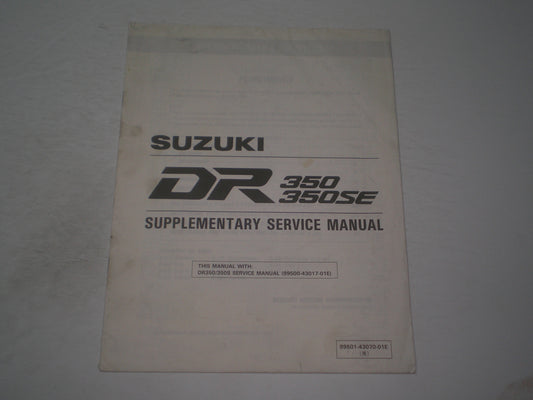 SUZUKI
DR 350
350SE
SUPPLEMENTARY SERVICE MANUAL
THIS MANUAL WITH:
DR350/350S SERVICE MANUAL (99500-43017-01E)
99501-43070-01E